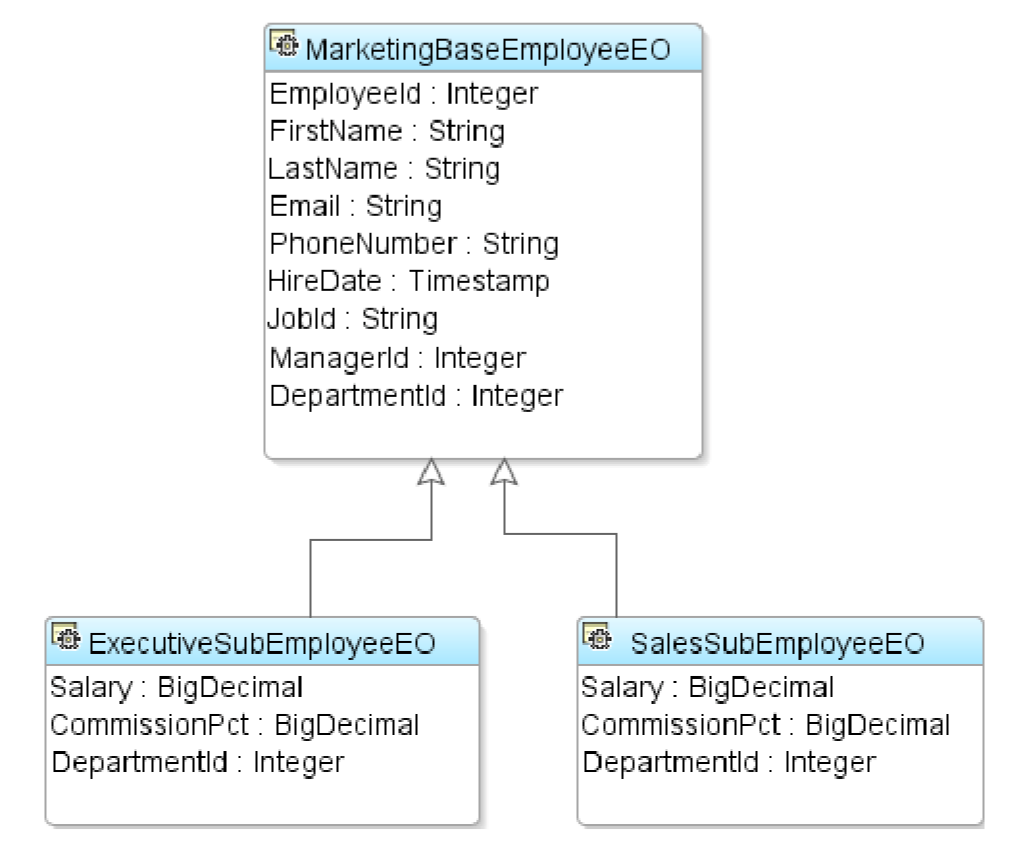 MarketingBaseEmployeeEO
EmployeeId : Integer
FirstName : String
LastName : String
Email : String
PhoneNumber : String
HireDate : Timestamp
JobId : String
ManagerId : Integer
DepartmentId : Integer
ExecutiveSubEmployeeEO
Salary : BigDecimal
CommissionPct : BigDecimal
DepartmentId : Integer
SalesSubEmployeeEO
Salary : BigDecimal
CommissionPct : BigDecimal
DepartmentId : Integer